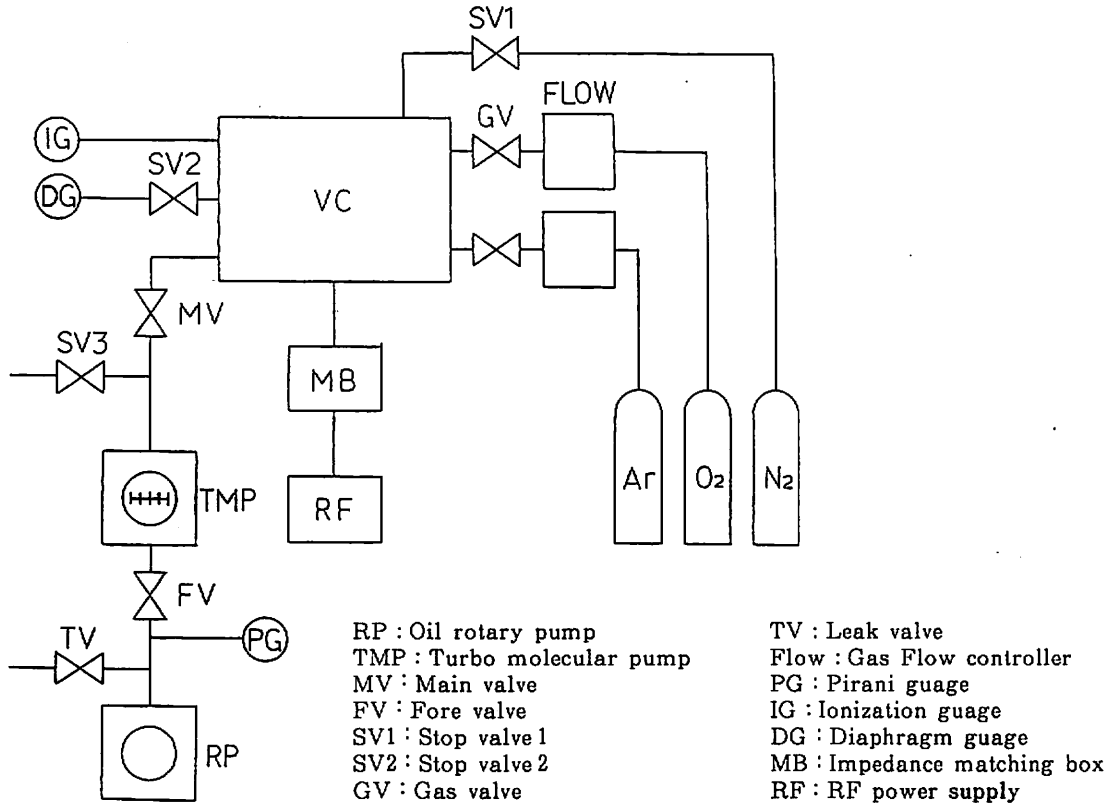 SV1
FLOW
GV
IG
SV2
DG
VC
MV
SV3
MB
Ar
O₂
N₂
TMP
RF
FV
TV
PG
RP
RP : Oil rotary pump
TMP : Turbo molecular pump
MV : Main valve
FV : Fore valve
SV1 : Stop valve 1
SV2 : Stop valve 2
GV : Gas valve
TV : Leak valve
Flow : Gas Flow controller
PG : Pirani guage
IG : Ionization guage
DG : Diaphragm guage
MB : Impedance matching box
RF : RF power supply